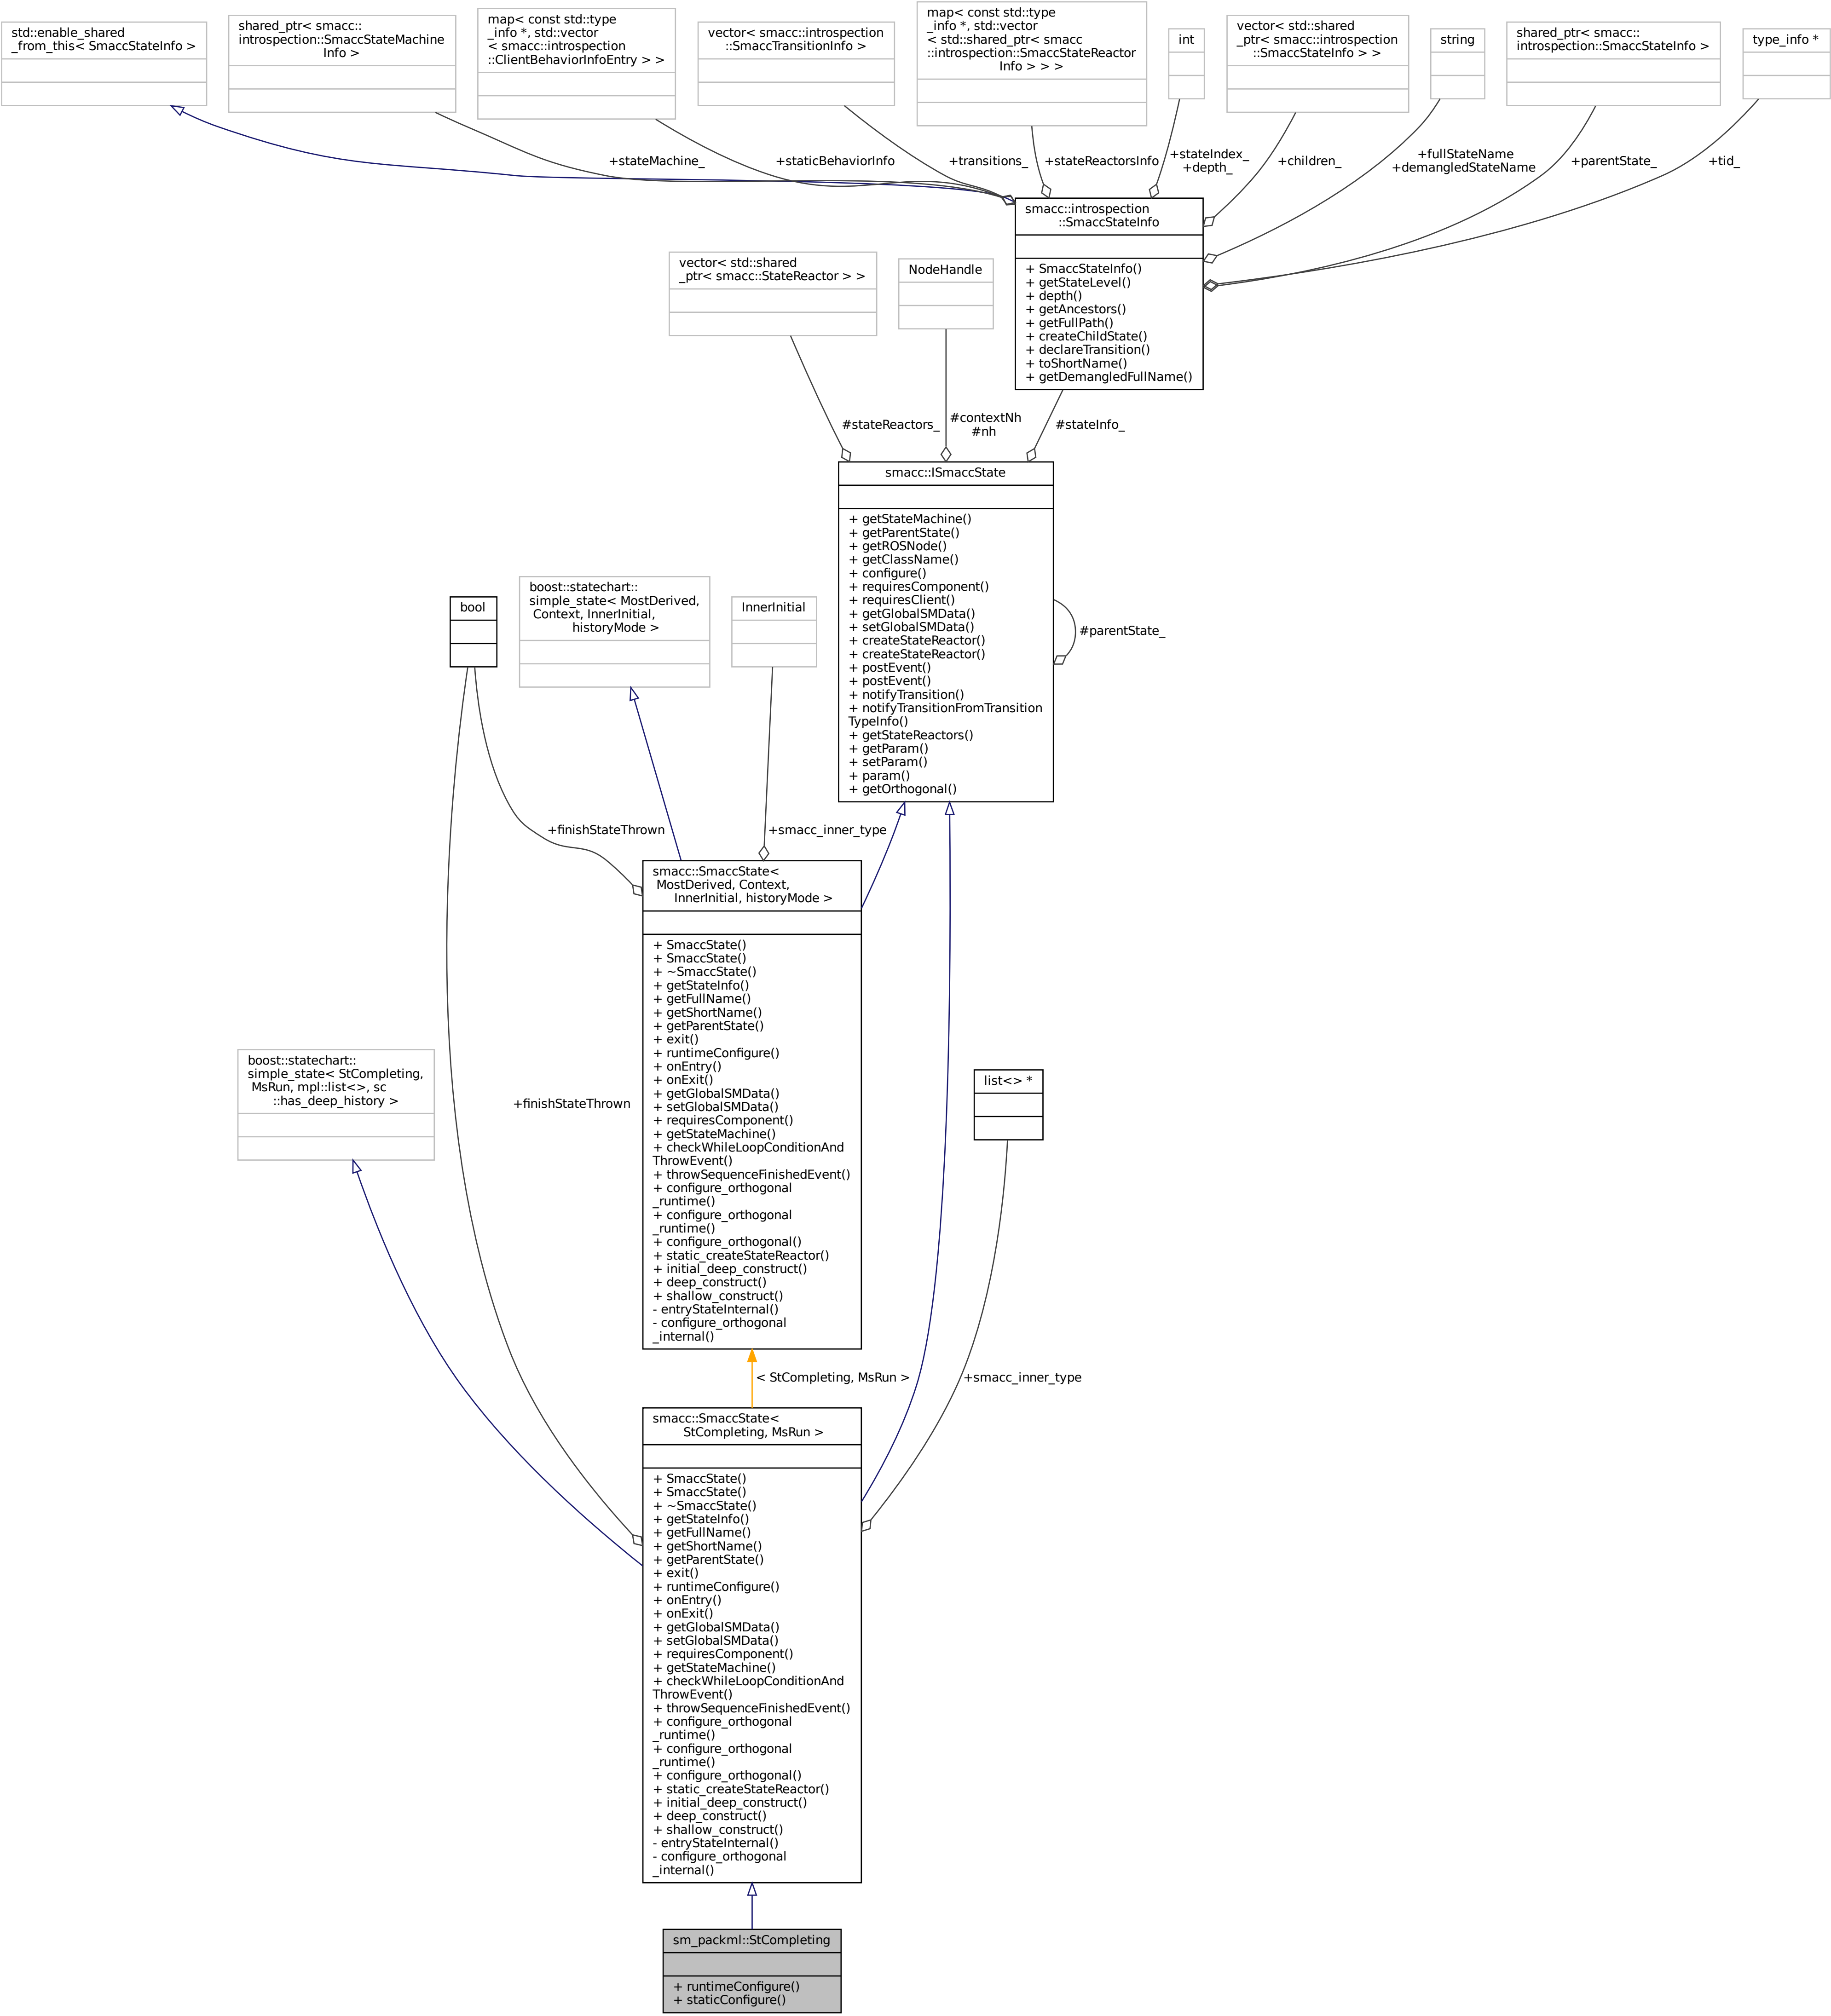 std::enable_shared
_from_this< SmaccStateInfo >
shared_ptr< smacc::
introspection::SmaccStateMachine
Info >
map< const std::type
_info *, std::vector
< smacc::introspection
::ClientBehaviorInfoEntry > >
vector< smacc::introspection
::SmaccTransitionInfo >
map< const std::type
_info *, std::vector
< std::shared_ptr< smacc
::introspection::SmaccStateReactor
Info > > >
int
vector< std::shared
_ptr< smacc::introspection
::SmaccStateInfo > >
string
shared_ptr< smacc::
introspection::SmaccStateInfo >
type_info *
+stateMachine_
+staticBehaviorInfo
+transitions_
+stateReactorsInfo
+stateIndex_
+depth_
+children_
+fullStateName
+demangledStateName
+parentState_
+tid_
smacc::introspection
::SmaccStateInfo
+ SmaccStateInfo()
+ getStateLevel()
+ depth()
+ getAncestors()
+ getFullPath()
+ createChildState()
+ declareTransition()
+ toShortName()
+ getDemangledFullName()
vector< std::shared
_ptr< smacc::StateReactor > >
NodeHandle
#stateReactors_
#contextNh
#nh
#stateInfo_
smacc::ISmaccState
+ getStateMachine()
+ getParentState()
+ getROSNode()
+ getClassName()
+ configure()
+ requiresComponent()
+ requiresClient()
+ getGlobalSMData()
+ setGlobalSMData()
+ createStateReactor()
+ createStateReactor()
+ postEvent()
+ postEvent()
+ notifyTransition()
+ notifyTransitionFromTransition
TypeInfo()
+ getStateReactors()
+ getParam()
+ setParam()
+ param()
+ getOrthogonal()
#parentState_
bool
boost::statechart::
simple_state< MostDerived,
Context, InnerInitial,
historyMode >
InnerInitial
+finishStateThrown
+smacc_inner_type
smacc::SmaccState<
MostDerived, Context,
InnerInitial, historyMode >
+ SmaccState()
+ SmaccState()
+ ~SmaccState()
+ getStateInfo()
+ getFullName()
+ getShortName()
+ getParentState()
+ exit()
+ runtimeConfigure()
+ onEntry()
+ onExit()
+ getGlobalSMData()
+ setGlobalSMData()
+ requiresComponent()
+ getStateMachine()
+ checkWhileLoopConditionAnd
ThrowEvent()
+ throwSequenceFinishedEvent()
+ configure_orthogonal
_runtime()
+ configure_orthogonal
_runtime()
+ configure_orthogonal()
+ static_createStateReactor()
+ initial_deep_construct()
+ deep_construct()
+ shallow_construct()
- entryStateInternal()
- configure_orthogonal
_internal()
boost::statechart::
simple_state< StCompleting,
MsRun, mpl::list<>, sc
::has_deep_history >
+finishStateThrown
list<> *
< StCompleting, MsRun >
+smacc_inner_type
smacc::SmaccState<
StCompleting, MsRun >
+ SmaccState()
+ SmaccState()
+ ~SmaccState()
+ getStateInfo()
+ getFullName()
+ getShortName()
+ getParentState()
+ exit()
+ runtimeConfigure()
+ onEntry()
+ onExit()
+ getGlobalSMData()
+ setGlobalSMData()
+ requiresComponent()
+ getStateMachine()
+ checkWhileLoopConditionAnd
ThrowEvent()
+ throwSequenceFinishedEvent()
+ configure_orthogonal
_runtime()
+ configure_orthogonal
_runtime()
+ configure_orthogonal()
+ static_createStateReactor()
+ initial_deep_construct()
+ deep_construct()
+ shallow_construct()
- entryStateInternal()
- configure_orthogonal
_internal()
sm_packml::StCompleting
+ runtimeConfigure()
+ staticConfigure()